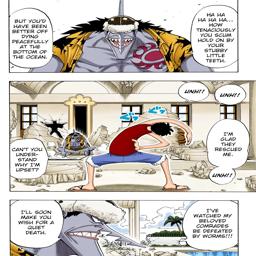 HA HA
HA HA HA...
HOW
TENACIOUSLY
YOU SCUM
HOLD ON BY
YOUR
STUBBY
LITTLE
TEETH.
BUT YOU'D
HAVE BEEN
BETTER OFF
DYING
PEACEFULLY
AT THE
BOTTOM OF
THE OCEAN.
UNH!!
UNH!!
I'M
GLAD
THEY
RESCUED
ME.
UNH!!
CAN'T YOU
UNDER-
STAND WHY
I'M
UPSET?
I'VE
WATCHED MY
BELOVED
COMRADES
BE DEFEATED
BY WORMS!!!
I'LL SOON
MAKE YOU
WISH FOR A
QUIET
DEATH.